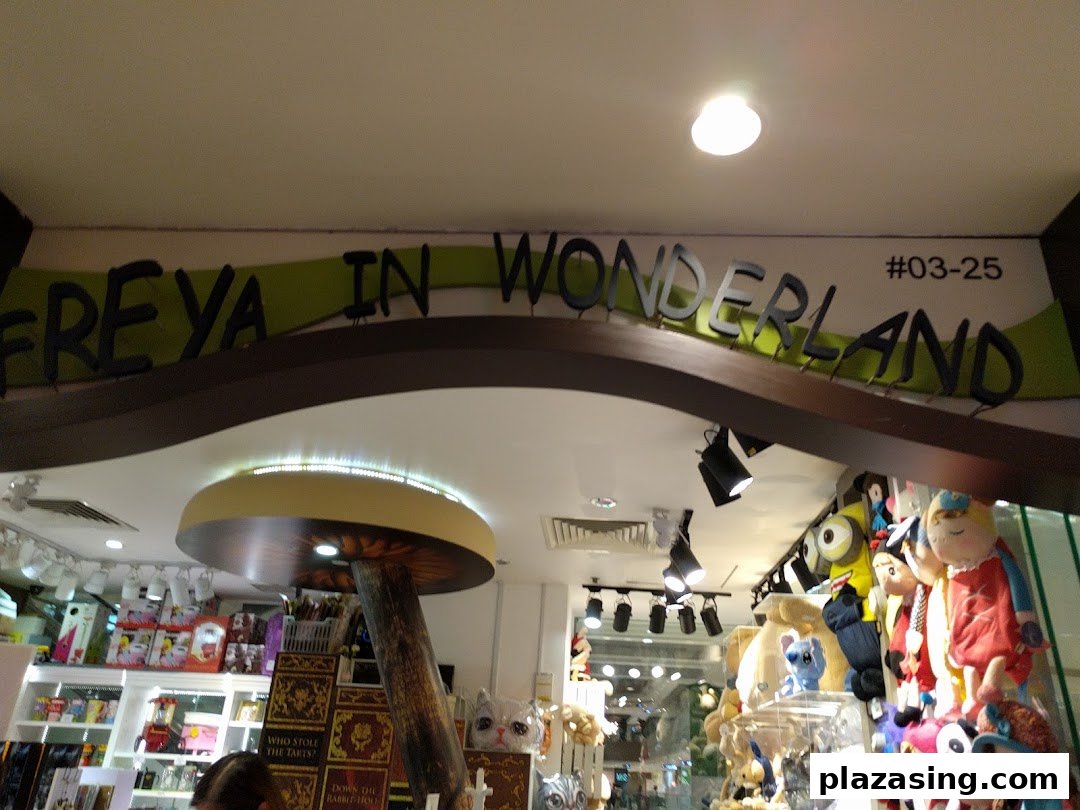 FREYA IN WONDERLAND
#03-25
WHO STOLE
THE TARTS?
DOWN THE
RABBIT-HOLE
plazasing.com